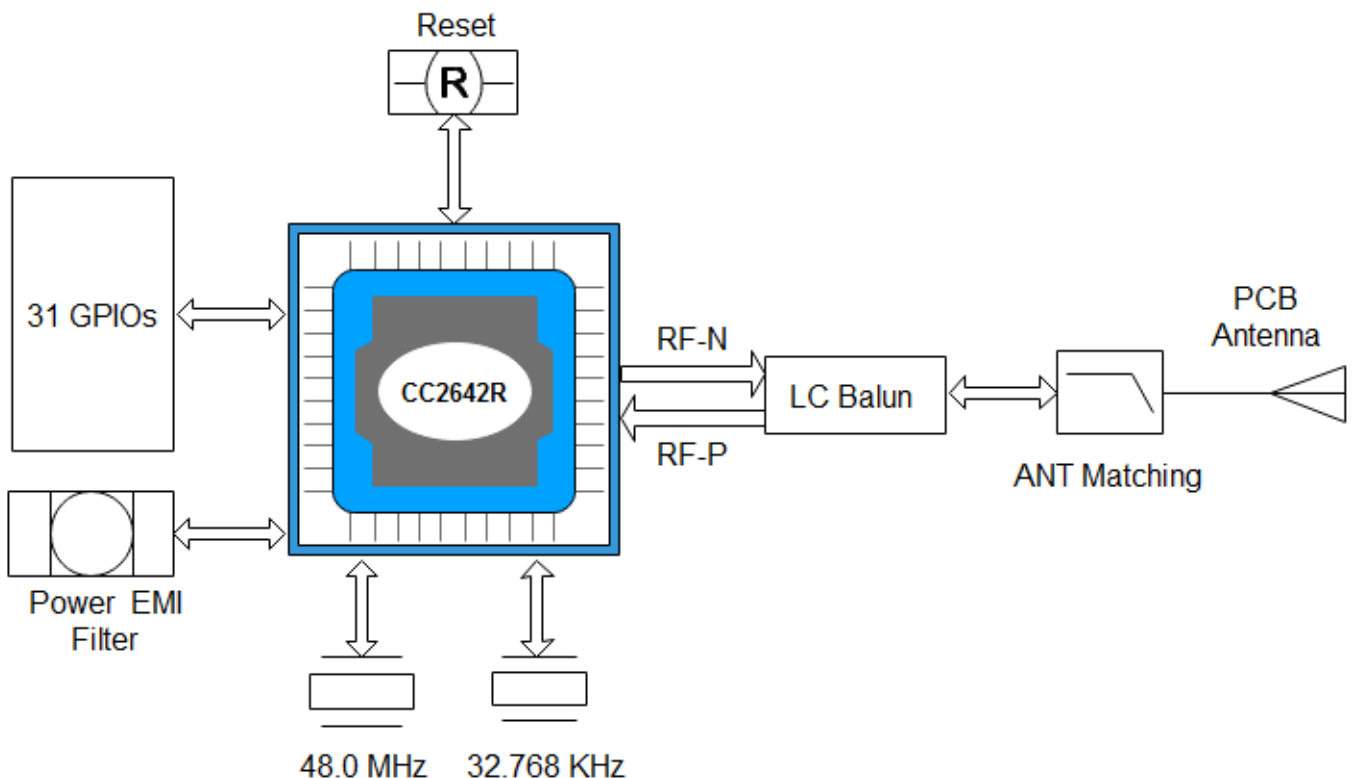 Reset
R
31 GPIOs
CC2642R
RF-N
RF-P
LC Balun
PCB
Antenna
ANT Matching
Power EMI
Filter
48.0 MHz
32.768 KHz